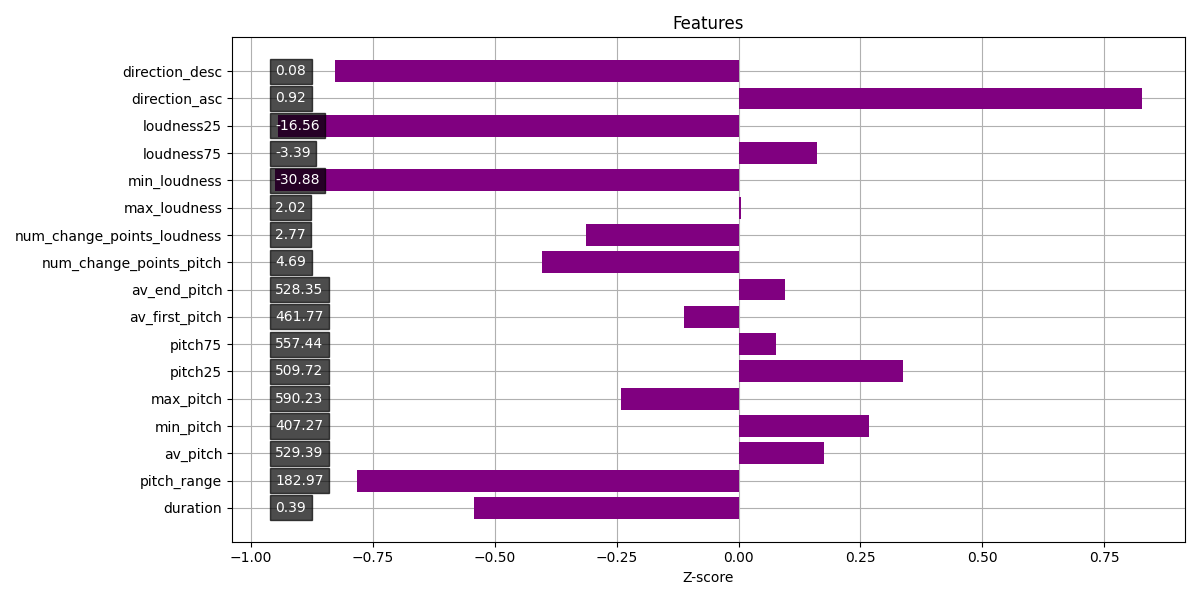 Features
direction_desc 0.08
direction_asc 0.92
loudness25 -16.56
loudness75 -3.39
min_loudness -30.88
max_loudness 2.02
num_change_points_loudness 2.77
num_change_points_pitch 4.69
av_end_pitch 528.35
av_first_pitch 461.77
pitch75 557.44
pitch25 509.72
max_pitch 590.23
min_pitch 407.27
av_pitch 529.39
pitch_range 182.97
duration 0.39
−1.00 −0.75 −0.50 −0.25 0.00 0.25 0.50 0.75
Z-score